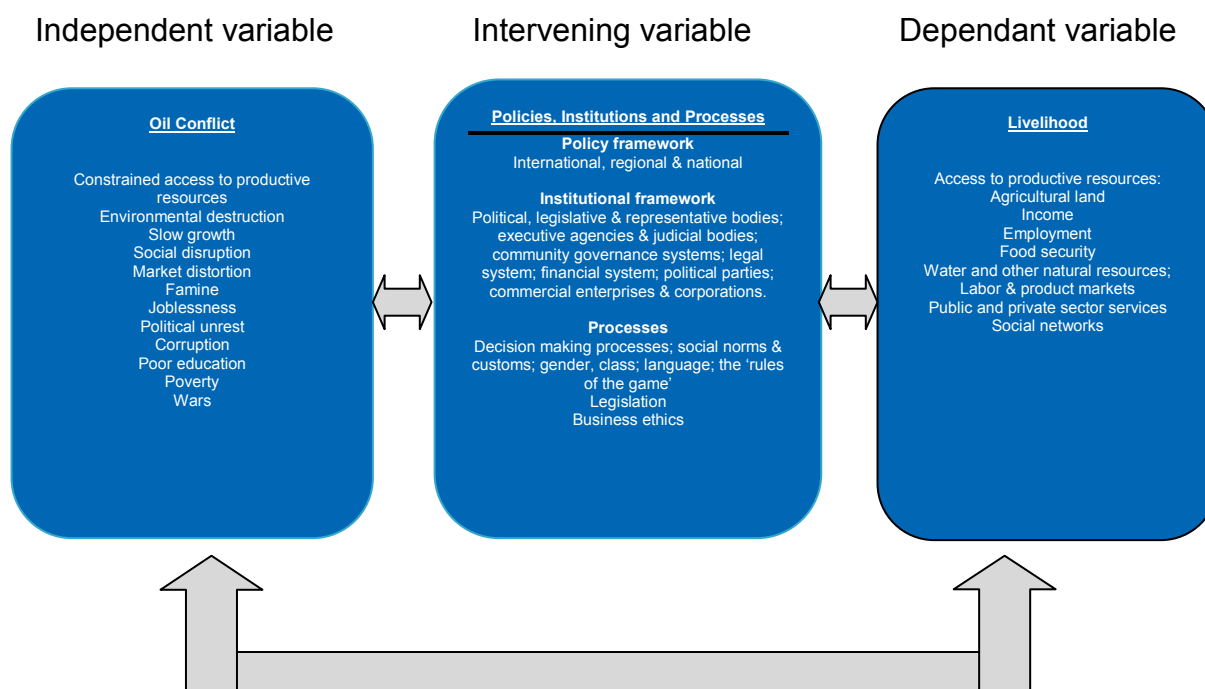 Independent variable
Intervening variable
Dependant variable
Oil Conflict
Constrained access to productive
resources
Environmental destruction
Slow growth
Social disruption
Market distortion
Famine
Joblessness
Political unrest
Corruption
Poor education
Poverty
Wars
Policies, Institutions and Processes
Policy framework
International, regional & national
Institutional framework
Political, legislative & representative bodies;
executive agencies & judicial bodies;
community governance systems; legal
system; financial system; political parties;
commercial enterprises & corporations.
Processes
Decision making processes; social norms &
customs; gender, class; language; the ‘rules
of the game’
Legislation
Business ethics
Livelihood
Access to productive resources:
Agricultural land
Income
Employment
Food security
Water and other natural resources;
Labor & product markets
Public and private sector services
Social networks